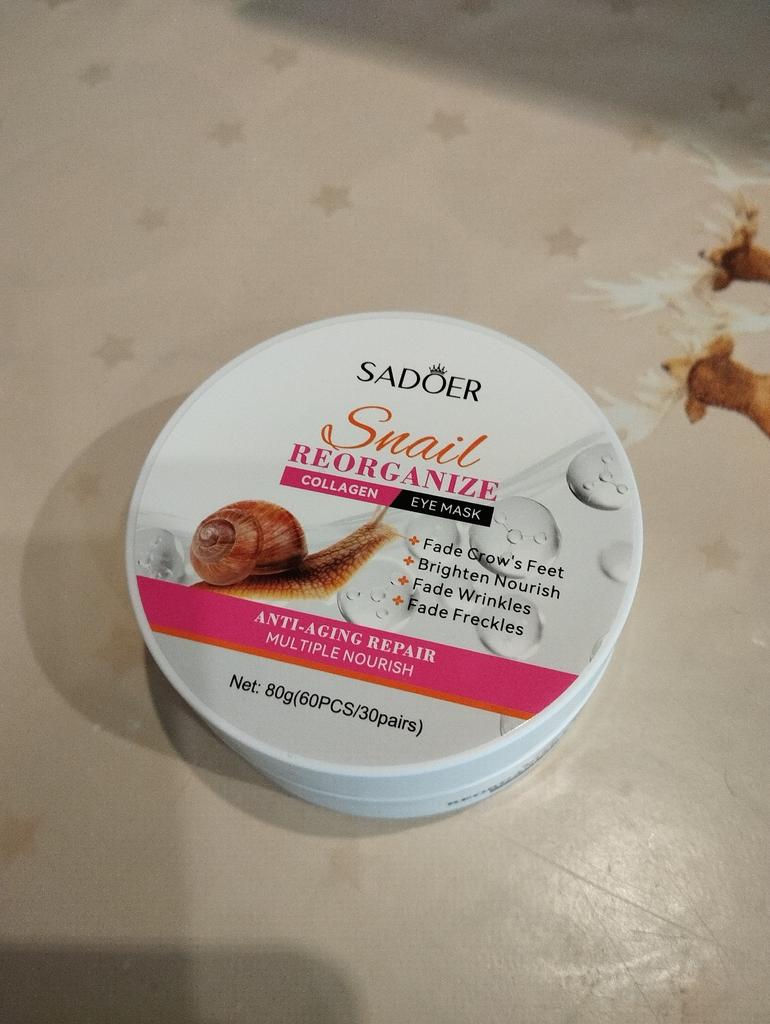 SADOER
Snail
REORGANIZE
COLLAGEN EYE MASK
+ Fade Crow's Feet
+ Brighten Nourish
+ Fade Wrinkles
+ Fade Freckles
ANTI-AGING REPAIR
MULTIPLE NOURISH
Net: 80g(60PCS/30pairs)